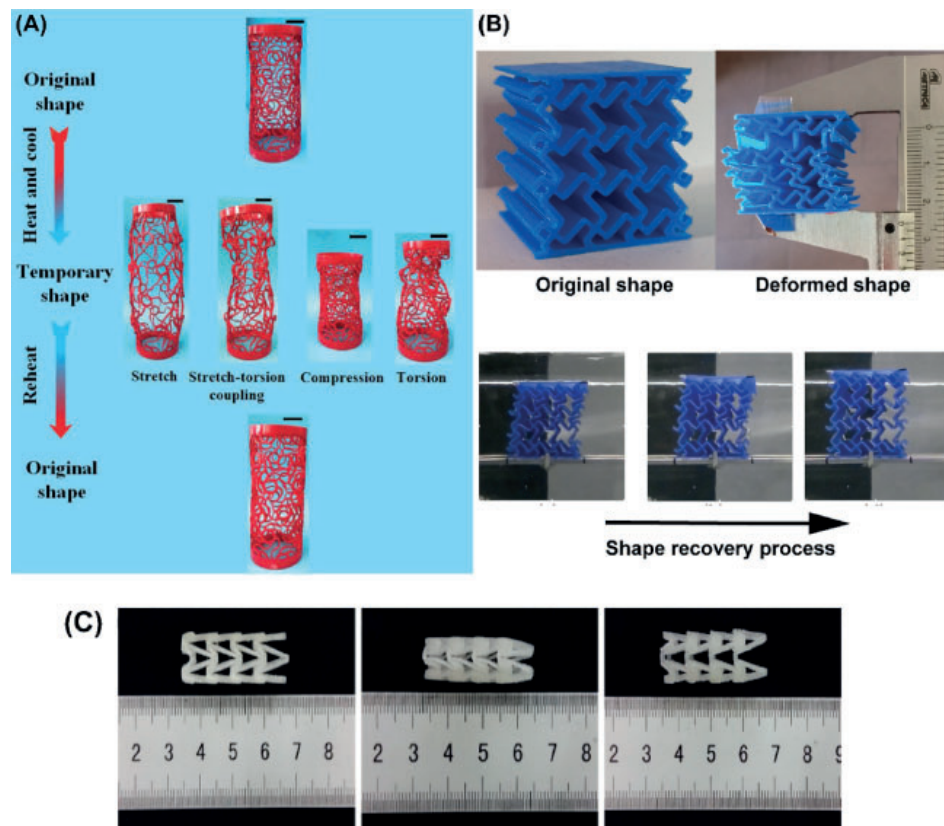 (A)
Original
shape
Heat and cool
Temporary
shape
Reheat
Original
shape
Stretch
Stretch-torsion
coupling
Compression
Torsion
(B)
Original shape
Deformed shape
Shape recovery process
(C)
2 3 4 5 6 7 8
2 3 4 5 6 7 8
2 3 4 5 6 7 8 9